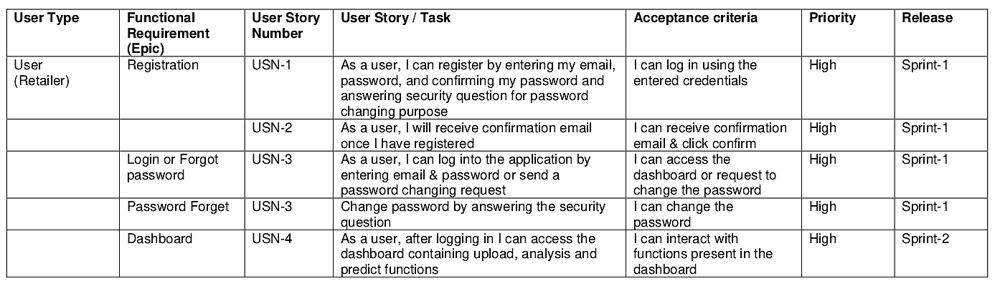 User Type Functional Requirement (Epic) User Story Number User Story / Task Acceptance criteria Priority Release
User (Retailer) Registration USN-1 As a user, I can register by entering my email, password, and confirming my password and answering security question for password changing purpose I can log in using the entered credentials High Sprint-1
USN-2 As a user, I will receive confirmation email once I have registered I can receive confirmation email & click confirm High Sprint-1
Login or Forgot password USN-3 As a user, I can log into the application by entering email & password or send a password changing request I can access the dashboard or request to change the password High Sprint-1
Password Forget USN-3 Change password by answering the security question I can change the password High Sprint-1
Dashboard USN-4 As a user, after logging in I can access the dashboard containing upload, analysis and predict functions I can interact with functions present in the dashboard High Sprint-2